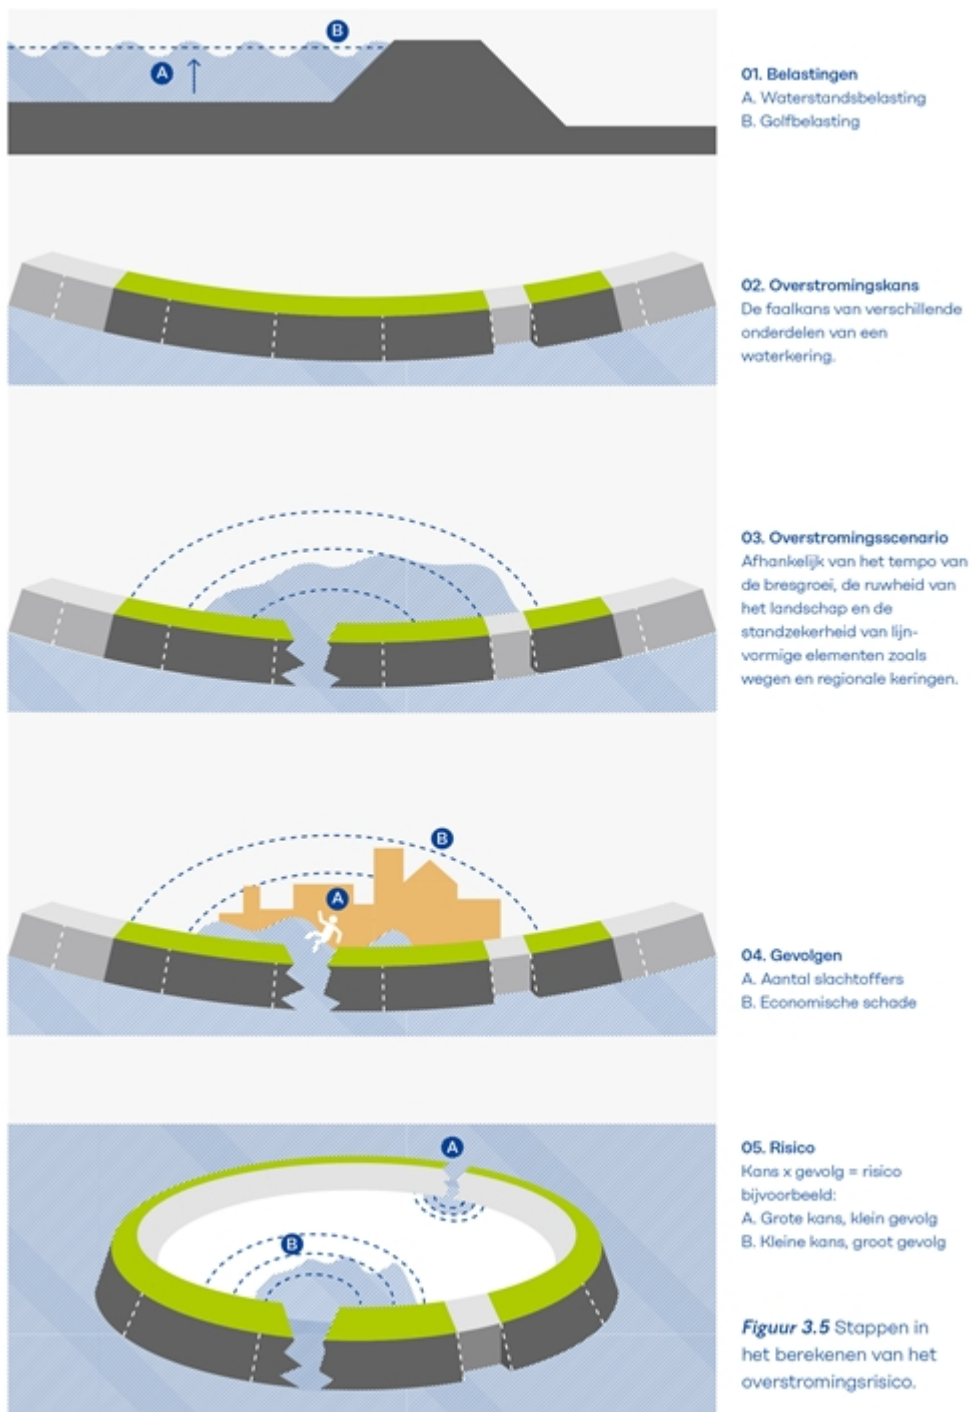 B
A
01. Belastingen
A. Waterstandsbelasting
B. Golfbelasting
02. Overstromingskans
De faalkans van verschillende
onderdelen van een
waterkering.
03. Overstromingsscenario
Afhankelijk van het tempo van
de bresgroei, de ruwheid van
het landschap en de
standzekerheid van lijn-
vormige elementen zoals
wegen en regionale keringen.
B
A
04. Gevolgen
A. Aantal slachtoffers
B. Economische schade
A
B
05. Risico
Kans x gevolg = risico
bijvoorbeeld:
A. Grote kans, klein gevolg
B. Kleine kans, groot gevolg
Figuur 3.5 Stappen in
het berekenen van het
overstromingsrisico.